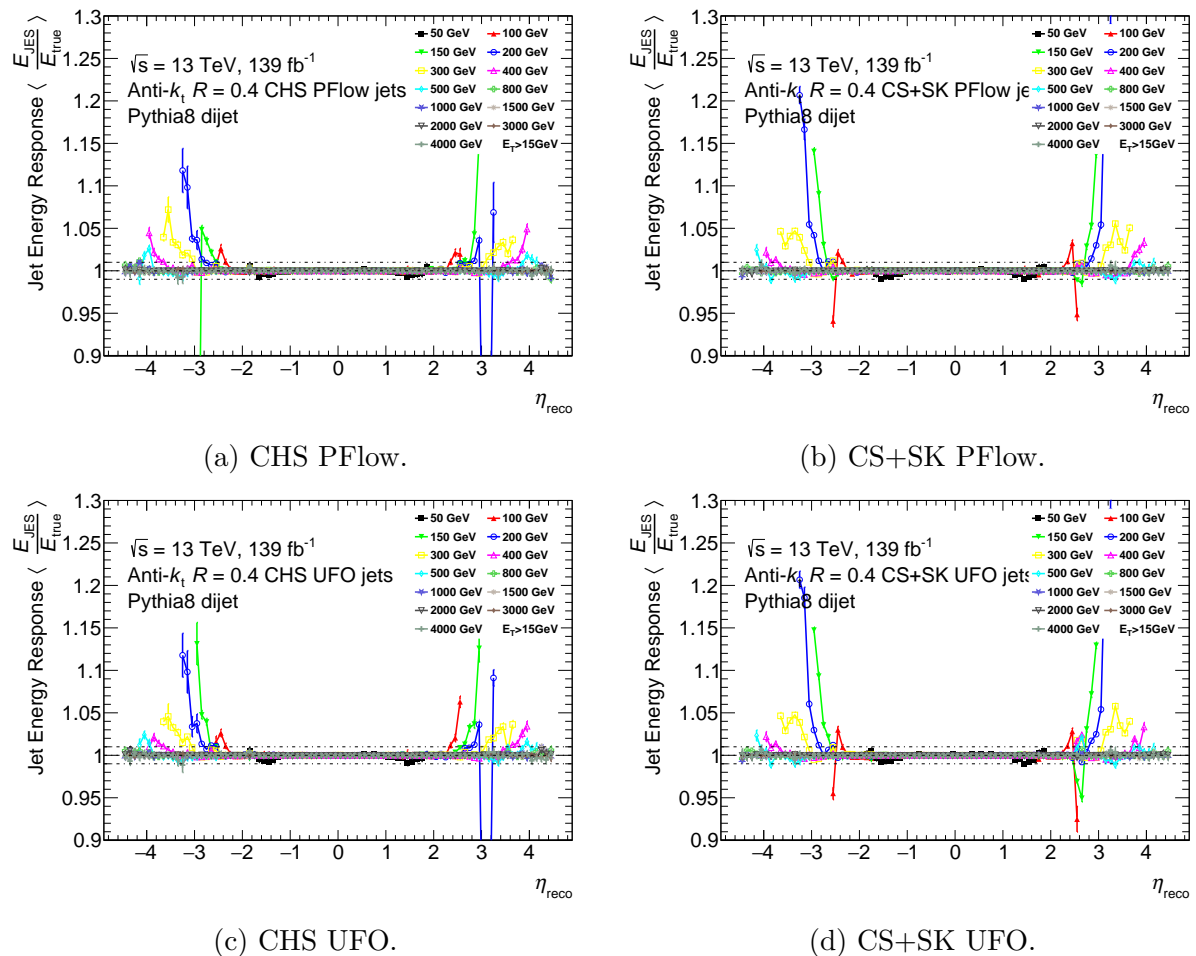 1.3
1.25
1.2
1.15
1.1
1.05
1
0.95
0.9
Jet Energy Response ⟨ E_JES / E_true ⟩
√s = 13 TeV, 139 fb⁻¹
Anti-k_t R = 0.4 CHS PFlow jets
Pythia8 dijet
50 GeV 100 GeV
150 GeV 200 GeV
300 GeV 400 GeV
500 GeV 800 GeV
1000 GeV 1500 GeV
2000 GeV 3000 GeV
4000 GeV E_T>15GeV
−4 −3 −2 −1 0 1 2 3 4
η_reco
(a) CHS PFlow.
1.3
1.25
1.2
1.15
1.1
1.05
1
0.95
0.9
Jet Energy Response ⟨ E_JES / E_true ⟩
√s = 13 TeV, 139 fb⁻¹
Anti-k_t R = 0.4 CS+SK PFlow je
Pythia8 dijet
50 GeV 100 GeV
150 GeV 200 GeV
300 GeV 400 GeV
500 GeV 800 GeV
1000 GeV 1500 GeV
2000 GeV 3000 GeV
4000 GeV E_T>15GeV
−4 −3 −2 −1 0 1 2 3 4
η_reco
(b) CS+SK PFlow.
1.3
1.25
1.2
1.15
1.1
1.05
1
0.95
0.9
Jet Energy Response ⟨ E_JES / E_true ⟩
√s = 13 TeV, 139 fb⁻¹
Anti-k_t R = 0.4 CHS UFO jets
Pythia8 dijet
50 GeV 100 GeV
150 GeV 200 GeV
300 GeV 400 GeV
500 GeV 800 GeV
1000 GeV 1500 GeV
2000 GeV 3000 GeV
4000 GeV E_T>15GeV
−4 −3 −2 −1 0 1 2 3 4
η_reco
(c) CHS UFO.
1.3
1.25
1.2
1.15
1.1
1.05
1
0.95
0.9
Jet Energy Response ⟨ E_JES / E_true ⟩
√s = 13 TeV, 139 fb⁻¹
Anti-k_t R = 0.4 CS+SK UFO jets
Pythia8 dijet
50 GeV 100 GeV
150 GeV 200 GeV
300 GeV 400 GeV
500 GeV 800 GeV
1000 GeV 1500 GeV
2000 GeV 3000 GeV
4000 GeV E_T>15GeV
−4 −3 −2 −1 0 1 2 3 4
η_reco
(d) CS+SK UFO.